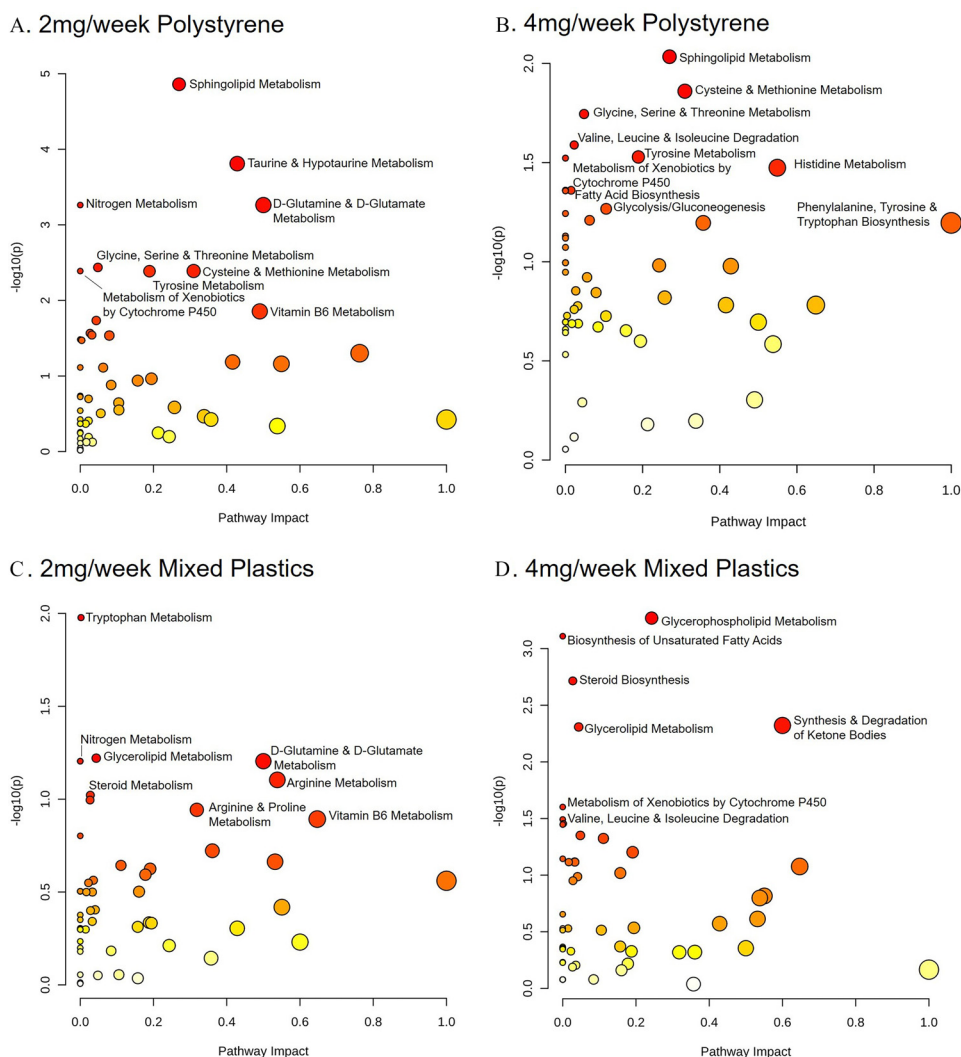 A. 2mg/week Polystyrene
5
4
3
2
1
0
-log10(p)
Sphingolipid Metabolism
Taurine & Hypotaurine Metabolism
Nitrogen Metabolism
D-Glutamine & D-Glutamate
Metabolism
Glycine, Serine & Threonine Metabolism
Cysteine & Methionine Metabolism
Tyrosine Metabolism
Metabolism of Xenobiotics
by Cytochrome P450
Vitamin B6 Metabolism
0.0 0.2 0.4 0.6 0.8 1.0
Pathway Impact
B. 4mg/week Polystyrene
2.0
1.5
1.0
0.5
0.0
-log10(p)
Sphingolipid Metabolism
Cysteine & Methionine Metabolism
Glycine, Serine & Threonine Metabolism
Valine, Leucine & Isoleucine Degradation
Tyrosine Metabolism
Histidine Metabolism
Metabolism of Xenobiotics by
Cytochrome P450
Fatty Acid Biosynthesis
Glycolysis/Gluconeogenesis
Phenylalanine, Tyrosine &
Tryptophan Biosynthesis
0.0 0.2 0.4 0.6 0.8 1.0
Pathway Impact
C. 2mg/week Mixed Plastics
2.0
1.5
1.0
0.5
0.0
-log10(p)
Tryptophan Metabolism
Nitrogen Metabolism
Glycerolipid Metabolism
D-Glutamine & D-Glutamate
Metabolism
Steroid Metabolism
Arginine Metabolism
Arginine & Proline
Metabolism
Vitamin B6 Metabolism
0.0 0.2 0.4 0.6 0.8 1.0
Pathway Impact
D. 4mg/week Mixed Plastics
3.0
2.5
2.0
1.5
1.0
0.5
0.0
-log10(p)
Glycerophospholipid Metabolism
Biosynthesis of Unsaturated Fatty Acids
Steroid Biosynthesis
Glycerolipid Metabolism
Synthesis & Degradation
of Ketone Bodies
Metabolism of Xenobiotics by Cytochrome P450
Valine, Leucine & Isoleucine Degradation
0.0 0.2 0.4 0.6 0.8 1.0
Pathway Impact